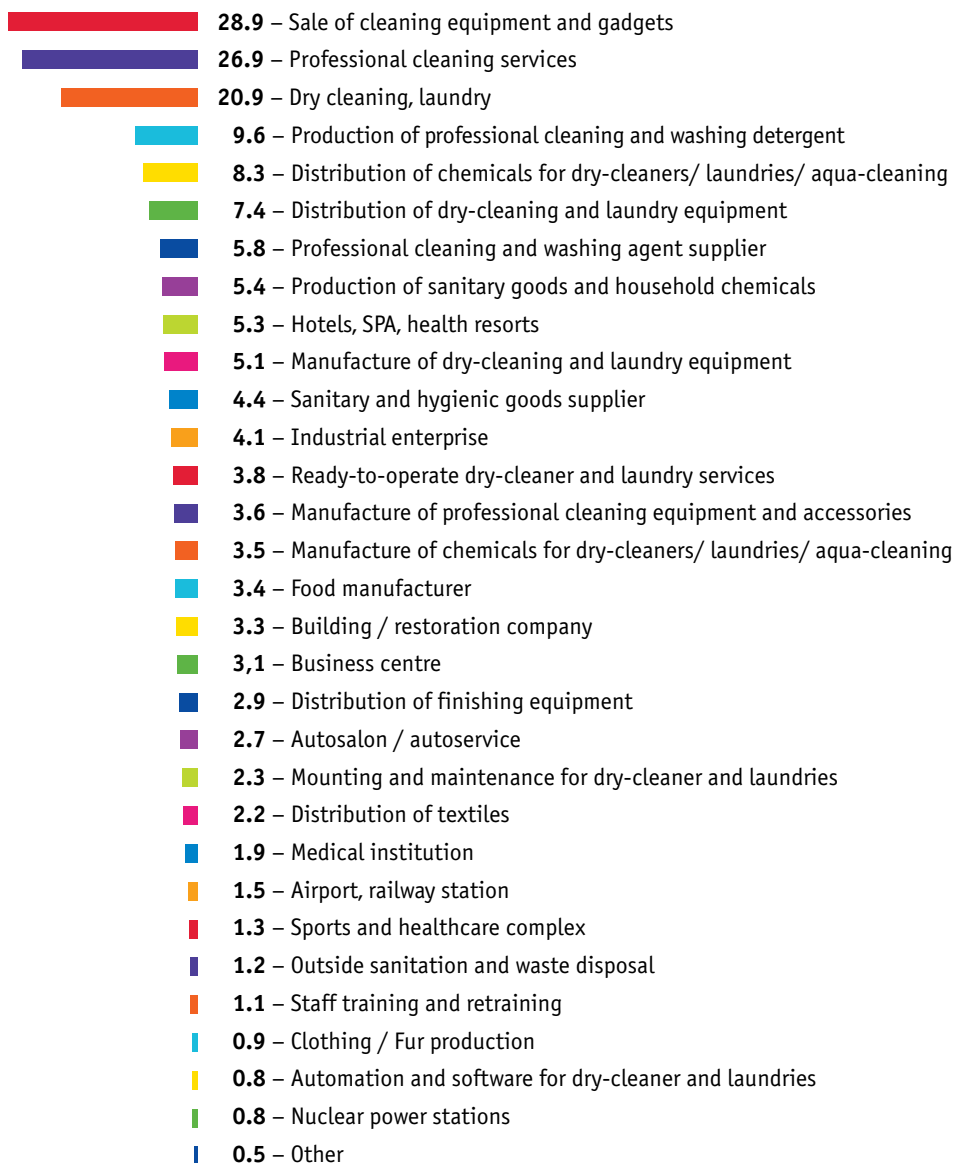 28.9 – Sale of cleaning equipment and gadgets
26.9 – Professional cleaning services
20.9 – Dry cleaning, laundry
9.6 – Production of professional cleaning and washing detergent
8.3 – Distribution of chemicals for dry-cleaners/ laundries/ aqua-cleaning
7.4 – Distribution of dry-cleaning and laundry equipment
5.8 – Professional cleaning and washing agent supplier
5.4 – Production of sanitary goods and household chemicals
5.3 – Hotels, SPA, health resorts
5.1 – Manufacture of dry-cleaning and laundry equipment
4.4 – Sanitary and hygienic goods supplier
4.1 – Industrial enterprise
3.8 – Ready-to-operate dry-cleaner and laundry services
3.6 – Manufacture of professional cleaning equipment and accessories
3.5 – Manufacture of chemicals for dry-cleaners/ laundries/ aqua-cleaning
3.4 – Food manufacturer
3.3 – Building / restoration company
3,1 – Business centre
2.9 – Distribution of finishing equipment
2.7 – Autosalon / autoservice
2.3 – Mounting and maintenance for dry-cleaner and laundries
2.2 – Distribution of textiles
1.9 – Medical institution
1.5 – Airport, railway station
1.3 – Sports and healthcare complex
1.2 – Outside sanitation and waste disposal
1.1 – Staff training and retraining
0.9 – Clothing / Fur production
0.8 – Automation and software for dry-cleaner and laundries
0.8 – Nuclear power stations
0.5 – Other